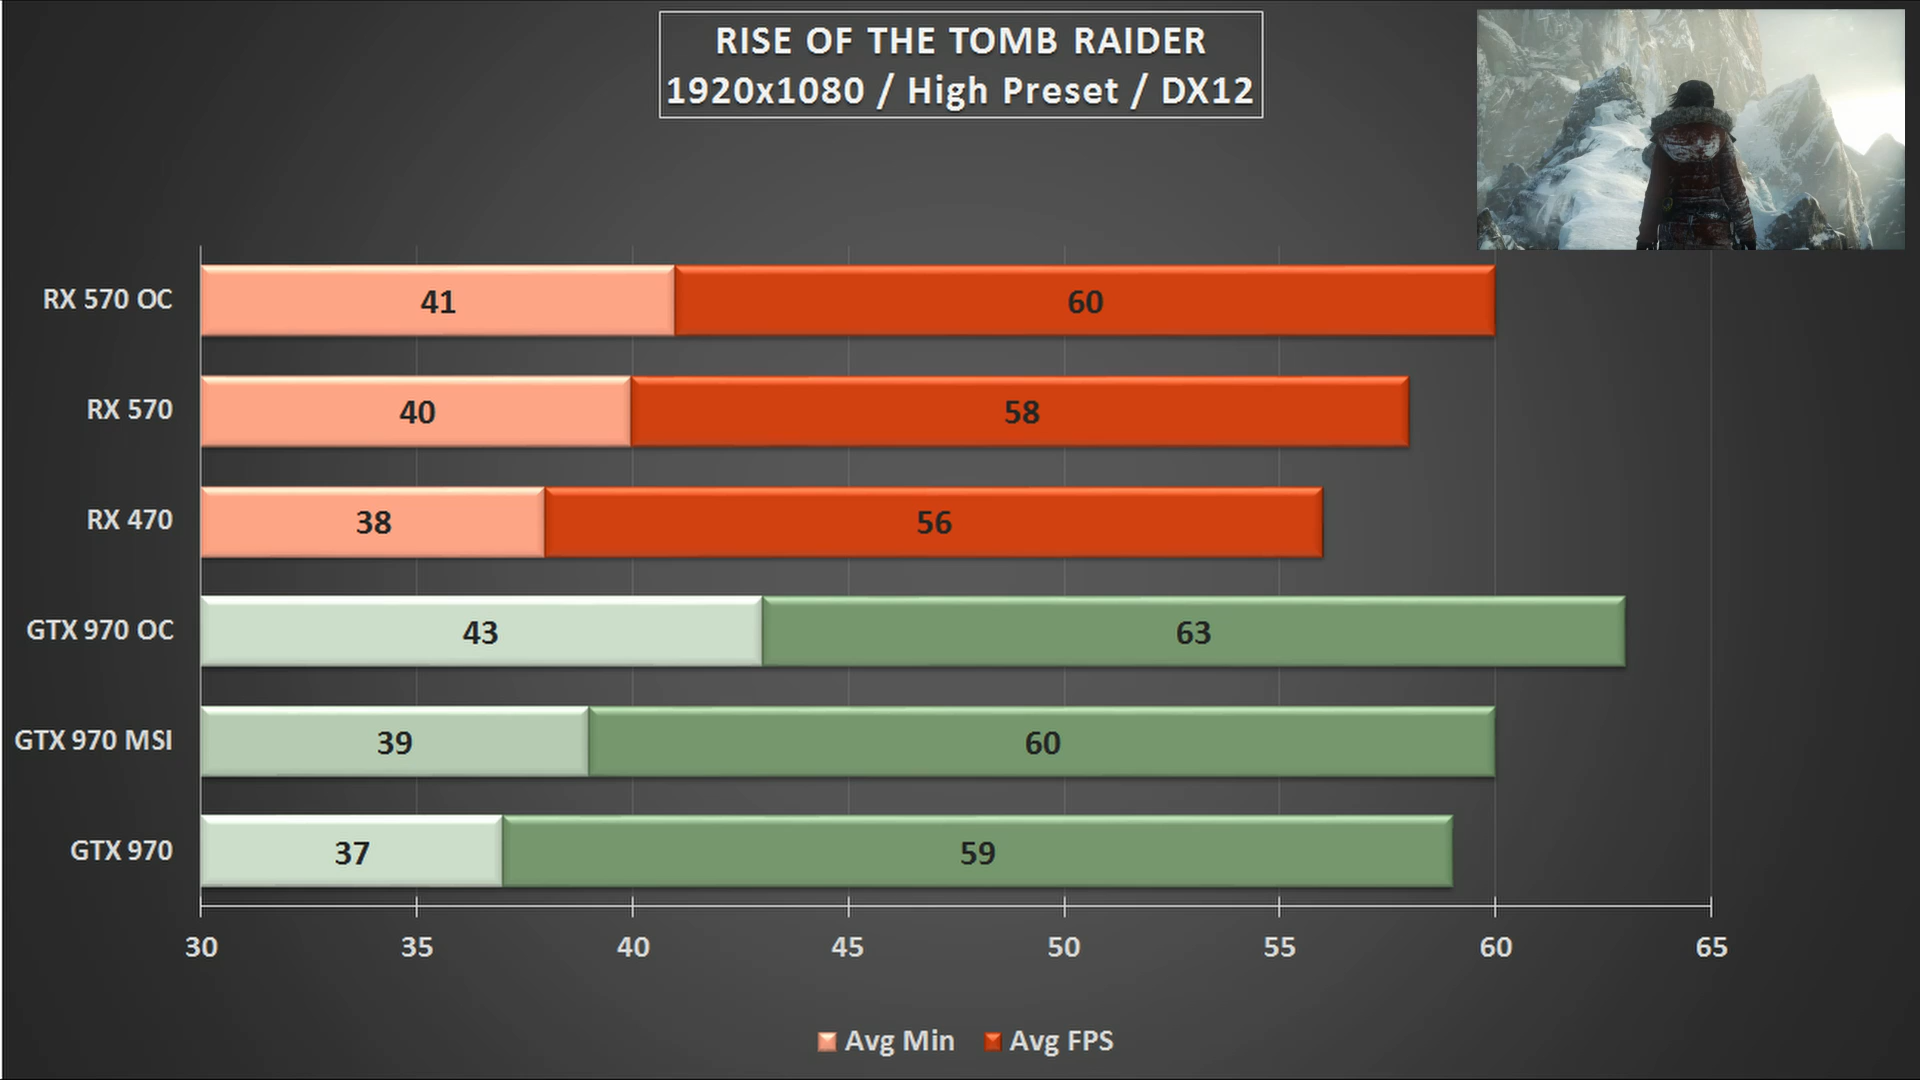 RISE OF THE TOMB RAIDER
1920x1080 / High Preset / DX12
RX 570 OC 41 60
RX 570 40 58
RX 470 38 56
GTX 970 OC 43 63
GTX 970 MSI 39 60
GTX 970 37 59
30 35 40 45 50 55 60 65
Avg Min Avg FPS